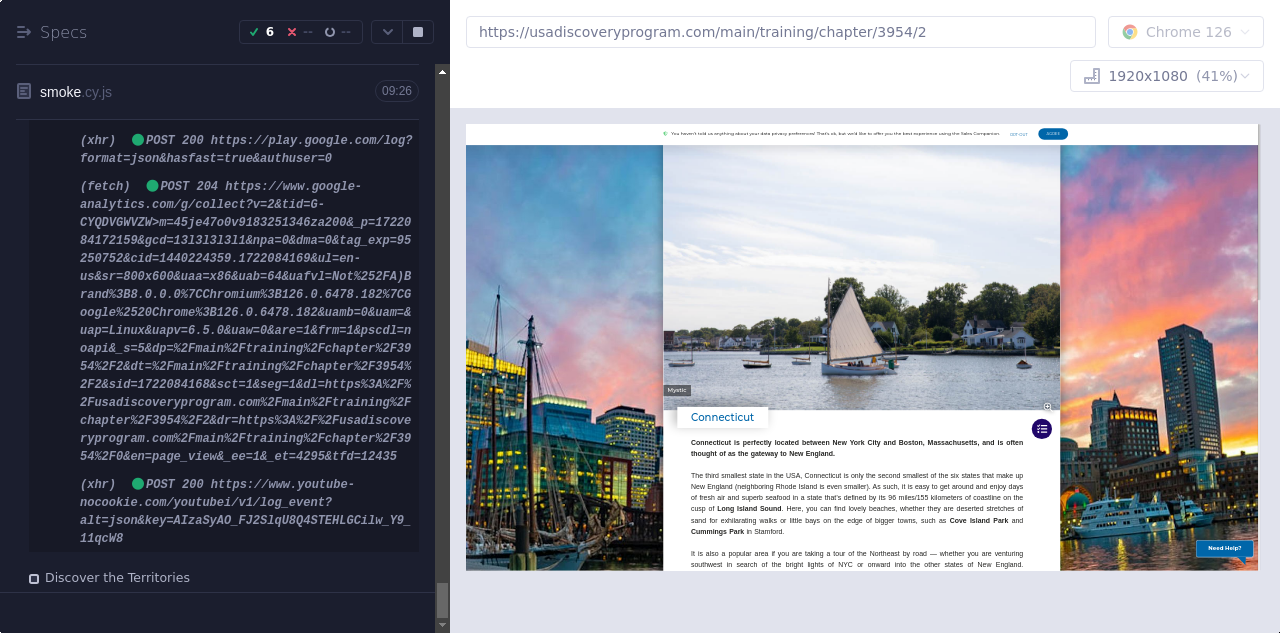 Specs
6
--
--
smoke.cy.js
09:26
(xhr) POST 200 https://play.google.com/log?
format=json&hasfast=true&authuser=0
(fetch) POST 204 https://www.google-
analytics.com/g/collect?v=2&tid=G-
CYQDVGWVZW>m=45je47o0v9183251346za200&_p=17220
84172159&gcd=13l3l3l3l1&npa=0&dma=0&tag_exp=95
250752&cid=1440224359.1722084169&ul=en-
us&sr=800x600&uaa=x86&uab=64&uafvl=Not%252FA)B
rand%3B8.0.0.0%7CChromium%3B126.0.6478.182%7CG
oogle%2520Chrome%3B126.0.6478.182&uamb=0&uam=&
uap=Linux&uapv=6.5.0&uaw=0&are=1&frm=1&pscdl=n
oapi&_s=5&dp=%2Fmain%2Ftraining%2Fchapter%2F39
54%2F2&dt=%2Fmain%2Ftraining%2Fchapter%2F3954%
2F2&sid=1722084168&sct=1&seg=1&dl=https%3A%2F%
2Fusadiscoveryprogram.com%2Fmain%2Ftraining%2F
chapter%2F3954%2F2&dr=https%3A%2F%2Fusadiscove
ryprogram.com%2Fmain%2Ftraining%2Fchapter%2F39
54%2F0&en=page_view&_ee=1&_et=4295&tfd=12435
(xhr) POST 200 https://www.youtube-
nocookie.com/youtubei/v1/log_event?
alt=json&key=AIzaSyAO_FJ2SlqU8Q4STEHLGCilw_Y9_
11qcW8
Discover the Territories
https://usadiscoveryprogram.com/main/training/chapter/3954/2
Chrome 126
1920x1080 (41%)
You haven't told us anything about your data privacy preferences! That's ok, but we'd like to offer you the best experience using the Sales Companion.
OPT-OUT
AGREE
Mystic
Connecticut
Connecticut is perfectly located between New York City and Boston, Massachusetts, and is often
thought of as the gateway to New England.
The third smallest state in the USA, Connecticut is only the second smallest of the six states that make up
New England (neighboring Rhode Island is even smaller). As such, it is easy to get around and enjoy days
of fresh air and superb seafood in a state that's defined by its 96 miles/155 kilometers of coastline on the
cusp of Long Island Sound. Here, you can find lovely beaches, whether they are deserted stretches of
sand for exhilarating walks or little bays on the edge of bigger towns, such as Cove Island Park and
Cummings Park in Stamford.
It is also a popular area if you are taking a tour of the Northeast by road — whether you are venturing
southwest in search of the bright lights of NYC or onward into the other states of New England.
Need Help?